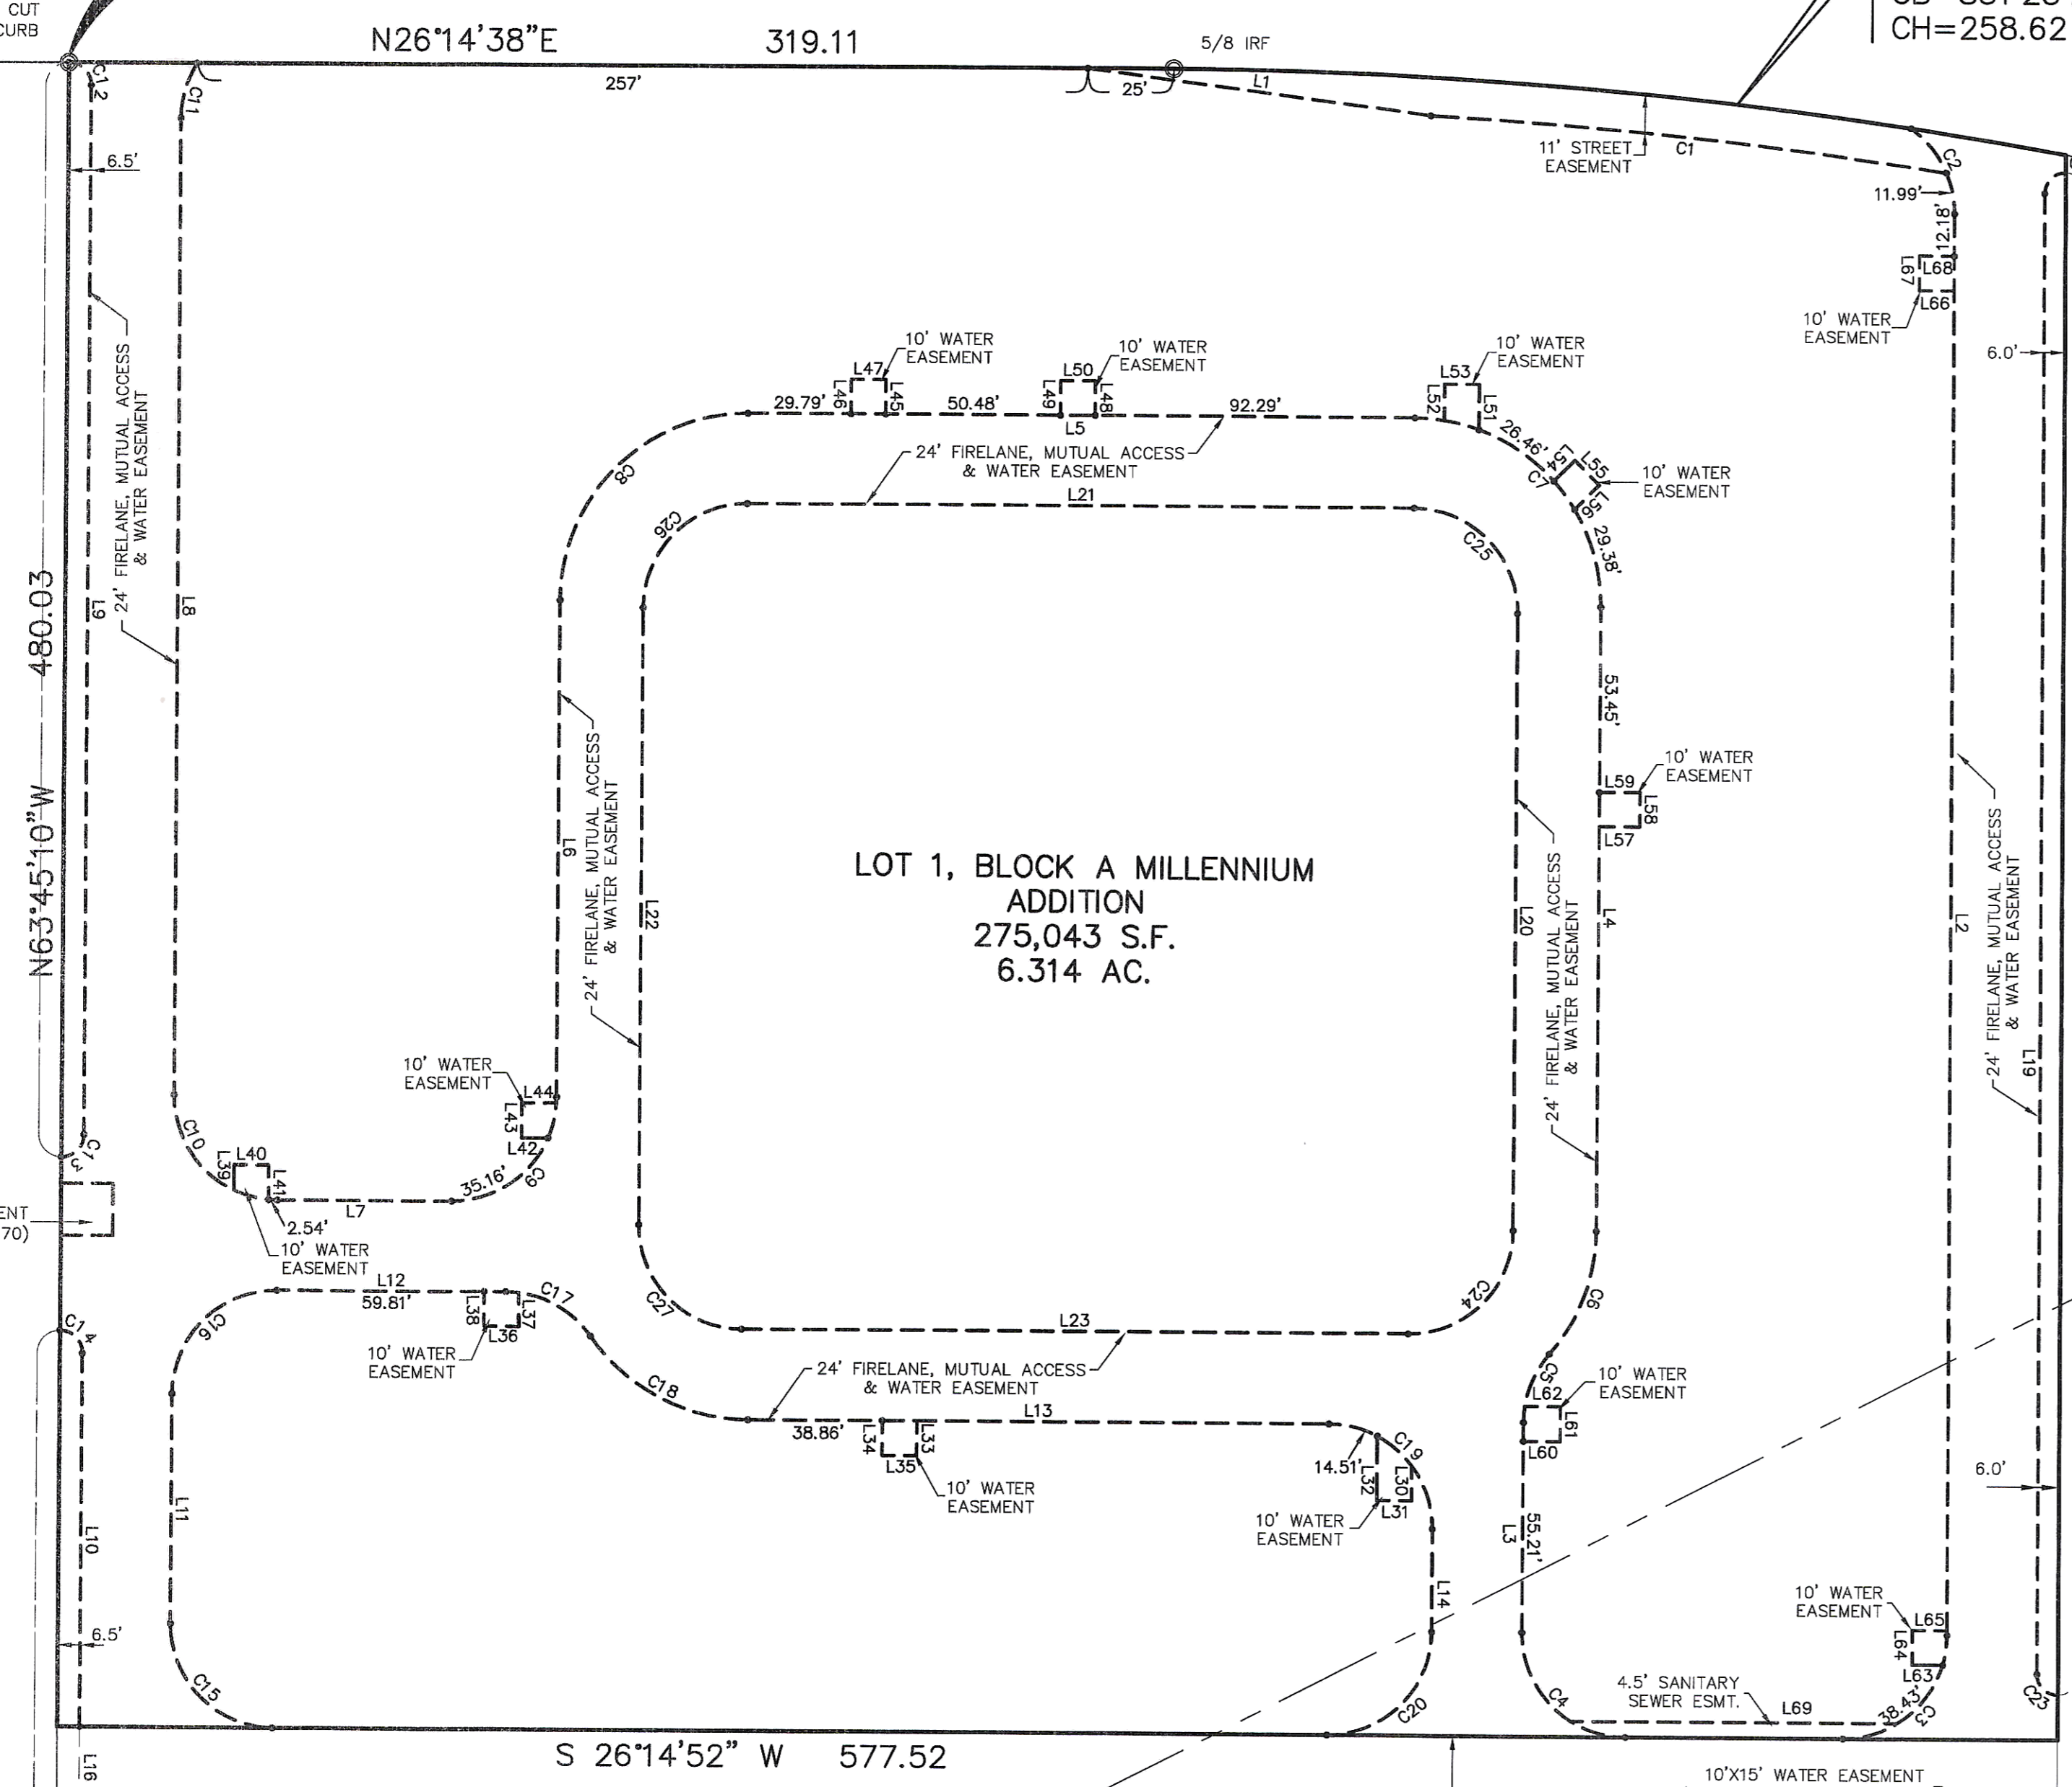 CUT
CURB
N26°14'38"E
319.11
5/8 IRF
CH=258.62
257'
25'
L1
C12
C11
6.5'
11' STREET
EASEMENT
C1
C2
11.99'
12.18'
L67
L68
L66
10' WATER
EASEMENT
6.0'
24' FIRELANE, MUTUAL ACCESS
& WATER EASEMENT
L9
L8
480.03
N63°45'10"W
L47
10' WATER
EASEMENT
L46
L45
29.79'
50.48'
L50
10' WATER
EASEMENT
L49
L48
L5
92.29'
L53
10' WATER
EASEMENT
L52
L51
26.46'
L54
L55
10' WATER
EASEMENT
C7
L56
29.38'
C8
24' FIRELANE, MUTUAL ACCESS
& WATER EASEMENT
L21
C26
C25
53.45'
L59
10' WATER
EASEMENT
L58
L57
L6
24' FIRELANE, MUTUAL ACCESS
& WATER EASEMENT
L22
LOT 1, BLOCK A MILLENNIUM
ADDITION
275,043 S.F.
6.314 AC.
L20
24' FIRELANE, MUTUAL ACCESS
& WATER EASEMENT
L4
L2
24' FIRELANE, MUTUAL ACCESS
& WATER EASEMENT
L19
10' WATER
EASEMENT
L44
L43
L42
C13
C10
L40
L39
L41
35.16'
C9
L7
2.54'
10' WATER
EASEMENT
70)
L12
59.81'
L38
L37
L36
C17
10' WATER
EASEMENT
C14
C16
C27
L23
C24
C6
C5
24' FIRELANE, MUTUAL ACCESS
& WATER EASEMENT
C18
38.86'
L34
L33
L35
L13
10' WATER
EASEMENT
14.51'
C19
L32
L30
L31
10' WATER
EASEMENT
L62
10' WATER
EASEMENT
L61
L60
L3
55.21'
6.0'
L11
L10
6.5'
L14
10' WATER
EASEMENT
L65
L64
L63
C15
C20
C4
4.5' SANITARY
SEWER ESMT.
L69
38.43'
C3
C23
S 26°14'52" W
577.52
L16
10'X15' WATER EASEMENT